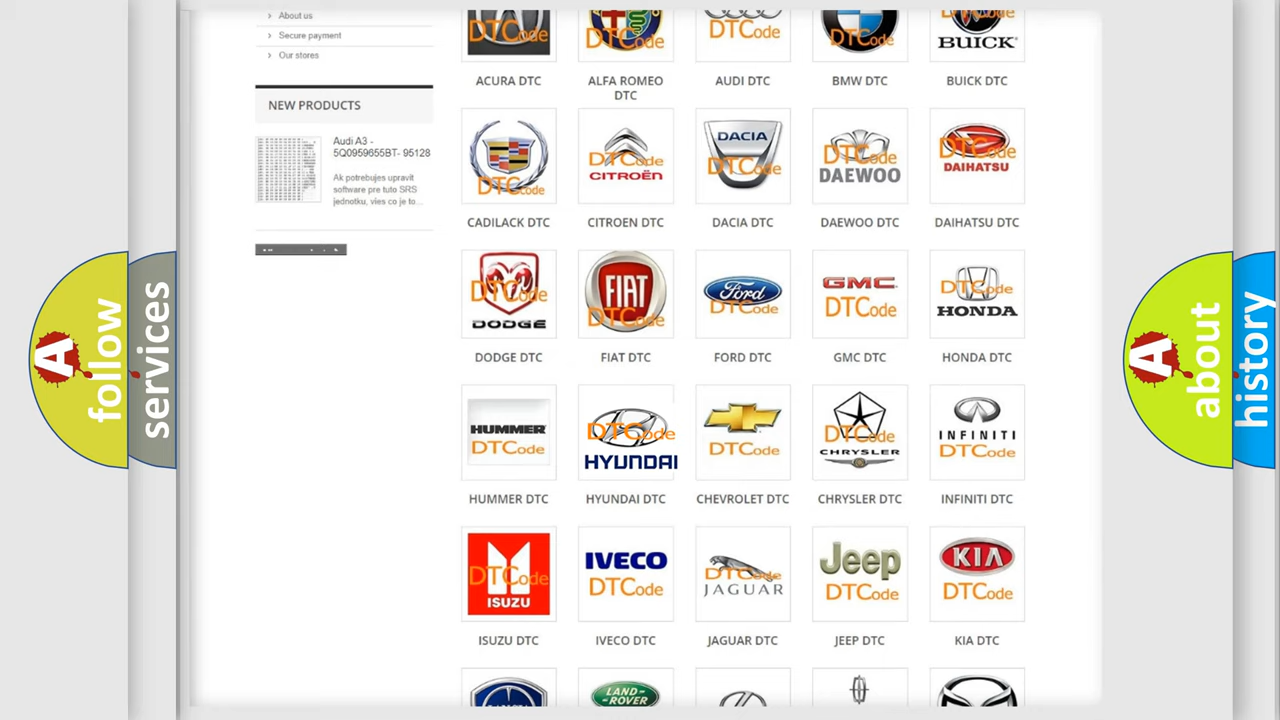 About us
Secure payment
Our stores
NEW PRODUCTS
Audi A3 -
5Q0959655BT- 95128
Ak potrebujes upravit
software pre tuto SRS
jednotku, vies co je to...
DTCode
DTCode
DTCode
DTCode
BUICK
ACURA DTC
ALFA ROMEO
DTC
AUDI DTC
BMW DTC
BUICK DTC
DTCode
DTCode
CITROËN
DACIA
DTCode
DTCode
DAEWOO
DTCode
DAIHATSU
CADILACK DTC
CITROEN DTC
DACIA DTC
DAEWOO DTC
DAIHATSU DTC
DTCode
DODGE
FIAT
DTCode
Ford
DTCode
GMC
DTCode
DTCode
HONDA
DODGE DTC
FIAT DTC
FORD DTC
GMC DTC
HONDA DTC
HUMMER
DTCode
DTCode
HYUNDAI
DTCode
DTCode
CHRYSLER
INFINITI
DTCode
HUMMER DTC
HYUNDAI DTC
CHEVROLET DTC
CHRYSLER DTC
INFINITI DTC
DTCode
ISUZU
IVECO
DTCode
DTCode
JAGUAR
Jeep
DTCode
KIA
DTCode
ISUZU DTC
IVECO DTC
JAGUAR DTC
JEEP DTC
KIA DTC
LAND-
ROVER
A
follow
services
A
about
history